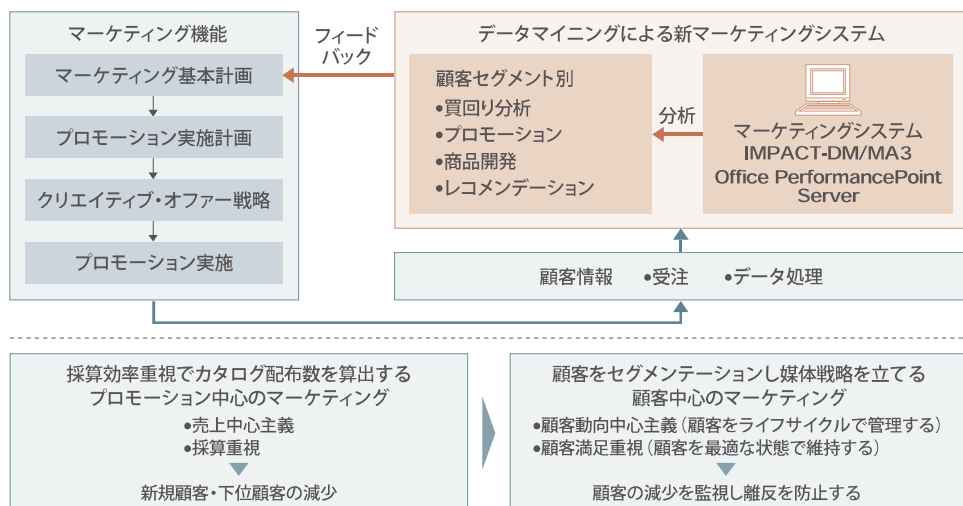 マーケティング機能
マーケティング基本計画
プロモーション実施計画
クリエイティブ・オファー戦略
プロモーション実施
フィード
バック
データマイニングによる新マーケティングシステム
顧客セグメント別
•買回り分析
•プロモーション
•商品開発
•レコメンデーション
分析
マーケティングシステム
IMPACT-DM/MA3
Office PerformancePoint
Server
顧客情報 •受注 •データ処理
採算効率重視でカタログ配布数を算出する
プロモーション中心のマーケティング
•売上中心主義
•採算重視
新規顧客・下位顧客の減少
顧客をセグメンテーションし媒体戦略を立てる
顧客中心のマーケティング
•顧客動向中心主義(顧客をライフサイクルで管理する)
•顧客満足重視(顧客を最適な状態で維持する)
顧客の減少を監視し離反を防止する